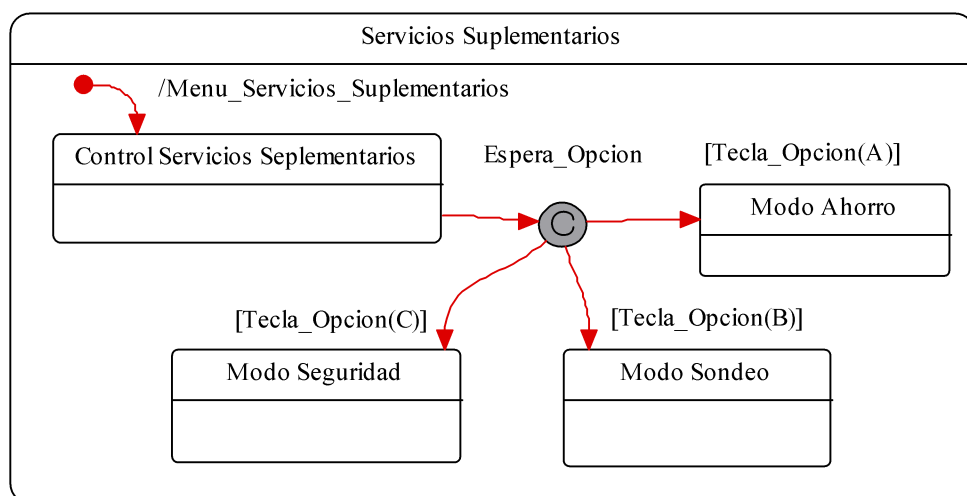 Servicios Suplementarios
/Menu_Servicios_Suplementarios
Control Servicios Seplementarios
Espera_Opcion
[Tecla_Opcion(A)]
C
Modo Ahorro
[Tecla_Opcion(C)]
[Tecla_Opcion(B)]
Modo Seguridad
Modo Sondeo